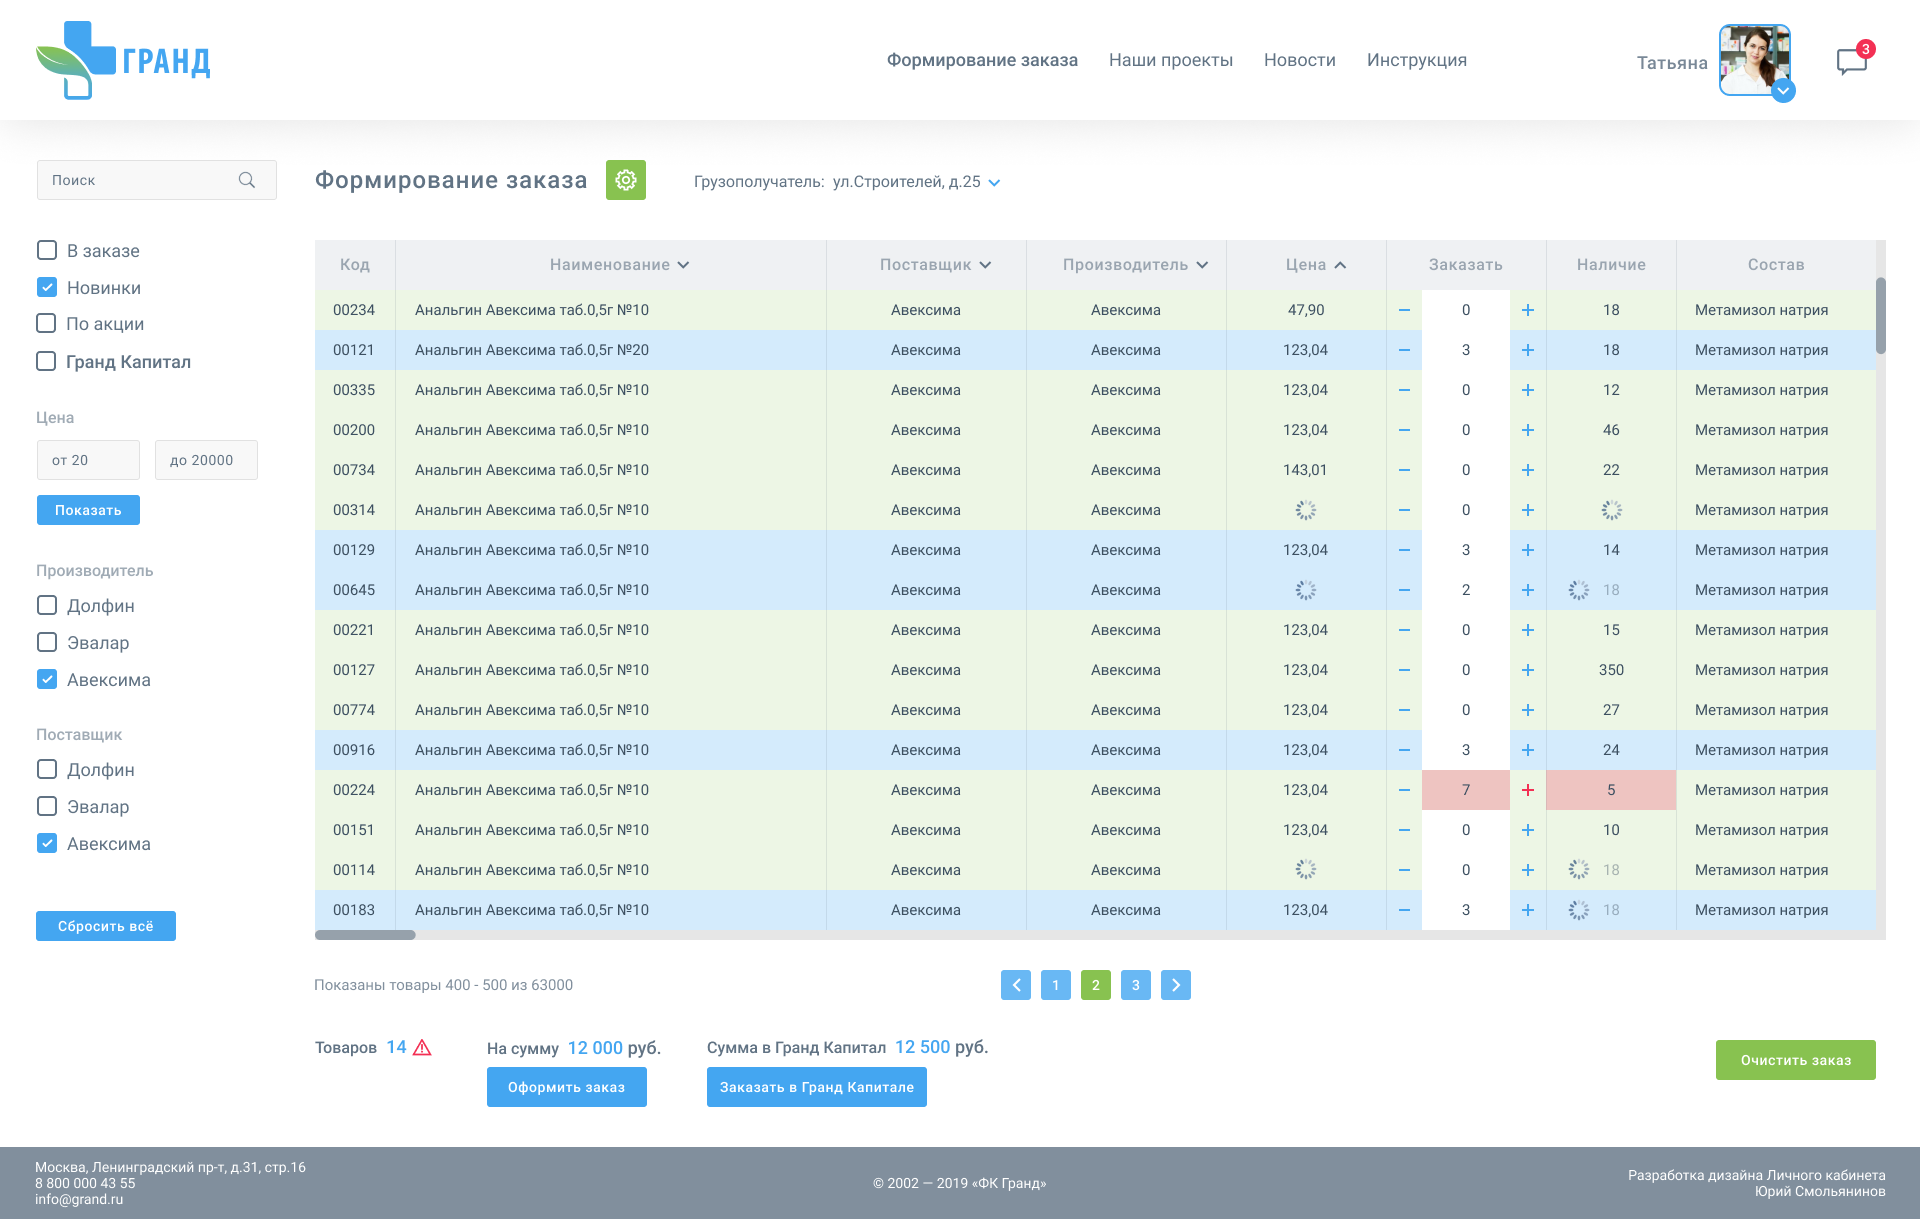 ГРАНД
Формирование заказа Наши проекты Новости Инструкция
Татьяна
3
Поиск
Формирование заказа
Грузополучатель: ул.Строителей, д.25
В заказе
Новинки
По акции
Гранд Капитал
Цена
от 20 до 20000
Показать
Производитель
Долфин
Эвалар
Авексима
Поставщик
Долфин
Эвалар
Авексима
Сбросить всё
Код Наименование Поставщик Производитель Цена Заказать Наличие Состав
00234 Анальгин Авексима таб.0,5г №10 Авексима Авексима 47,90 − 0 + 18 Метамизол натрия
00121 Анальгин Авексима таб.0,5г №20 Авексима Авексима 123,04 − 3 + 18 Метамизол натрия
00335 Анальгин Авексима таб.0,5г №10 Авексима Авексима 123,04 − 0 + 12 Метамизол натрия
00200 Анальгин Авексима таб.0,5г №10 Авексима Авексима 123,04 − 0 + 46 Метамизол натрия
00734 Анальгин Авексима таб.0,5г №10 Авексима Авексима 143,01 − 0 + 22 Метамизол натрия
00314 Анальгин Авексима таб.0,5г №10 Авексима Авексима − 0 + Метамизол натрия
00129 Анальгин Авексима таб.0,5г №10 Авексима Авексима 123,04 − 3 + 14 Метамизол натрия
00645 Анальгин Авексима таб.0,5г №10 Авексима Авексима − 2 + 18 Метамизол натрия
00221 Анальгин Авексима таб.0,5г №10 Авексима Авексима 123,04 − 0 + 15 Метамизол натрия
00127 Анальгин Авексима таб.0,5г №10 Авексима Авексима 123,04 − 0 + 350 Метамизол натрия
00774 Анальгин Авексима таб.0,5г №10 Авексима Авексима 123,04 − 0 + 27 Метамизол натрия
00916 Анальгин Авексима таб.0,5г №10 Авексима Авексима 123,04 − 3 + 24 Метамизол натрия
00224 Анальгин Авексима таб.0,5г №10 Авексима Авексима 123,04 − 7 + 5 Метамизол натрия
00151 Анальгин Авексима таб.0,5г №10 Авексима Авексима 123,04 − 0 + 10 Метамизол натрия
00114 Анальгин Авексима таб.0,5г №10 Авексима Авексима − 0 + 18 Метамизол натрия
00183 Анальгин Авексима таб.0,5г №10 Авексима Авексима 123,04 − 3 + 18 Метамизол натрия
Показаны товары 400 - 500 из 63000
1 2 3
Товаров 14
На сумму 12 000 руб.
Оформить заказ
Сумма в Гранд Капитал 12 500 руб.
Заказать в Гранд Капитале
Очистить заказ
Москва, Ленинградский пр-т, д.31, стр.16
8 800 000 43 55
info@grand.ru
© 2002 — 2019 «ФК Гранд»
Разработка дизайна Личного кабинета
Юрий Смольянинов